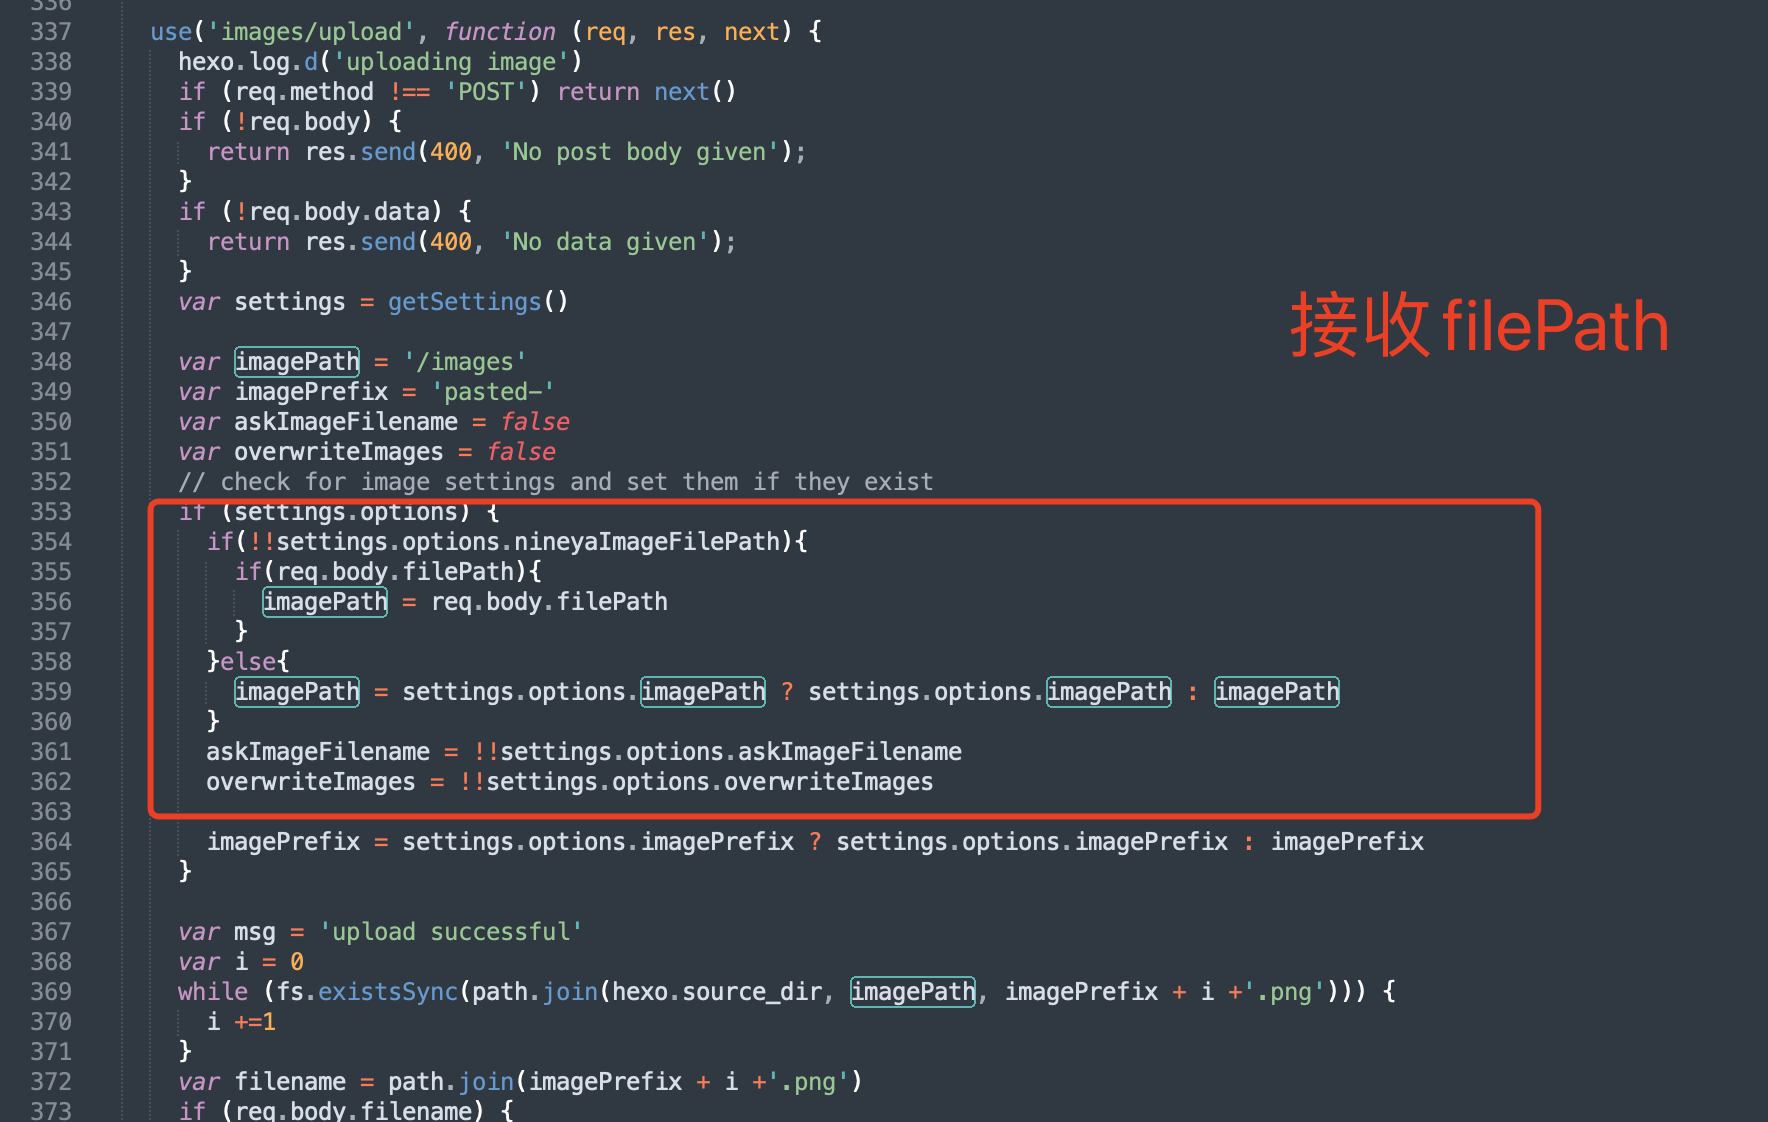 336
337 use('images/upload', function (req, res, next) {
338 hexo.log.d('uploading image')
339 if (req.method !== 'POST') return next()
340 if (!req.body) {
341 return res.send(400, 'No post body given');
342 }
343 if (!req.body.data) {
344 return res.send(400, 'No data given');
345 }
346 var settings = getSettings()
347
接收filePath
348 var imagePath = '/images'
349 var imagePrefix = 'pasted-'
350 var askImageFilename = false
351 var overwriteImages = false
352 // check for image settings and set them if they exist
353 if (settings.options) {
354 if(!!settings.options.nineyaImageFilePath){
355 if(req.body.filePath){
356 imagePath = req.body.filePath
357 }
358 }else{
359 imagePath = settings.options.imagePath ? settings.options.imagePath : imagePath
360 }
361 askImageFilename = !!settings.options.askImageFilename
362 overwriteImages = !!settings.options.overwriteImages
363
364 imagePrefix = settings.options.imagePrefix ? settings.options.imagePrefix : imagePrefix
365 }
366
367 var msg = 'upload successful'
368 var i = 0
369 while (fs.existsSync(path.join(hexo.source_dir, imagePath, imagePrefix + i +'.png'))) {
370 i +=1
371 }
372 var filename = path.join(imagePrefix + i +'.png')
373 if (req.body.filename) {